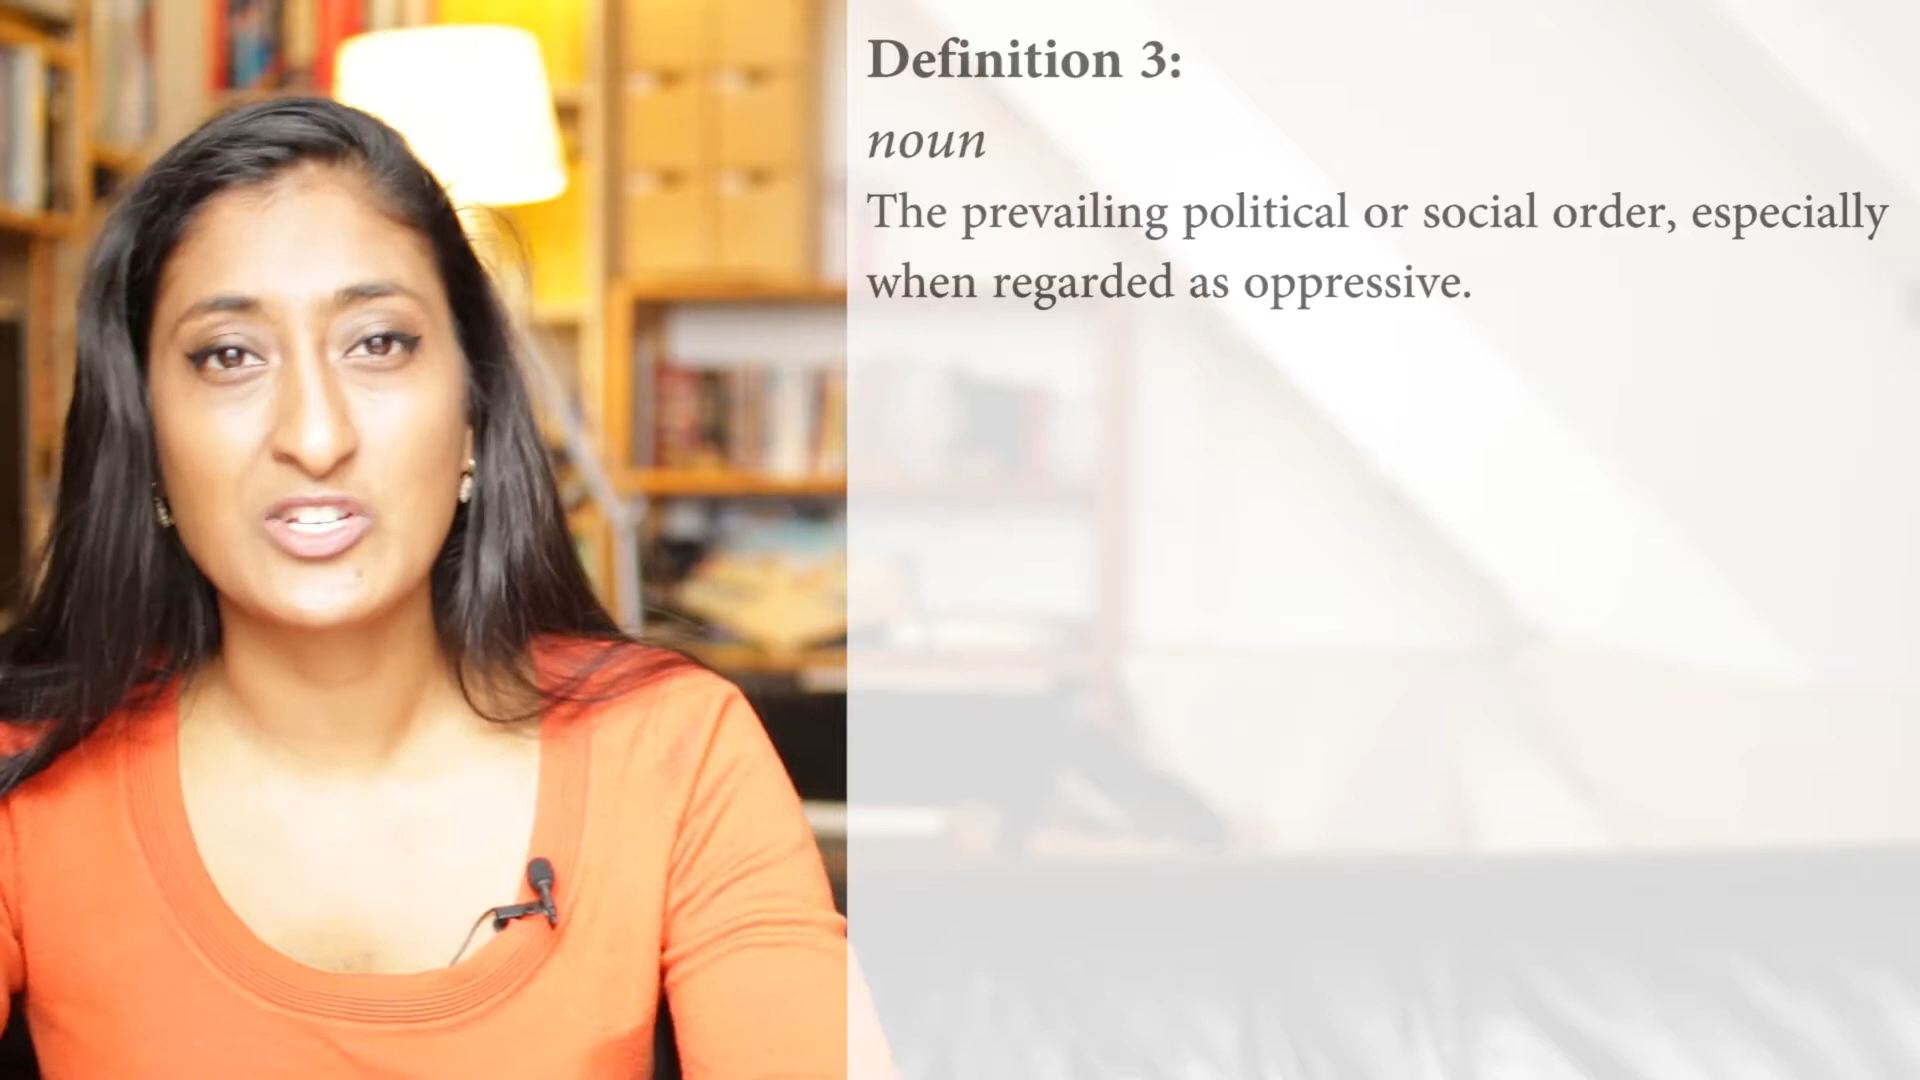 Definition 3:
noun
The prevailing political or social order, especially
when regarded as oppressive.